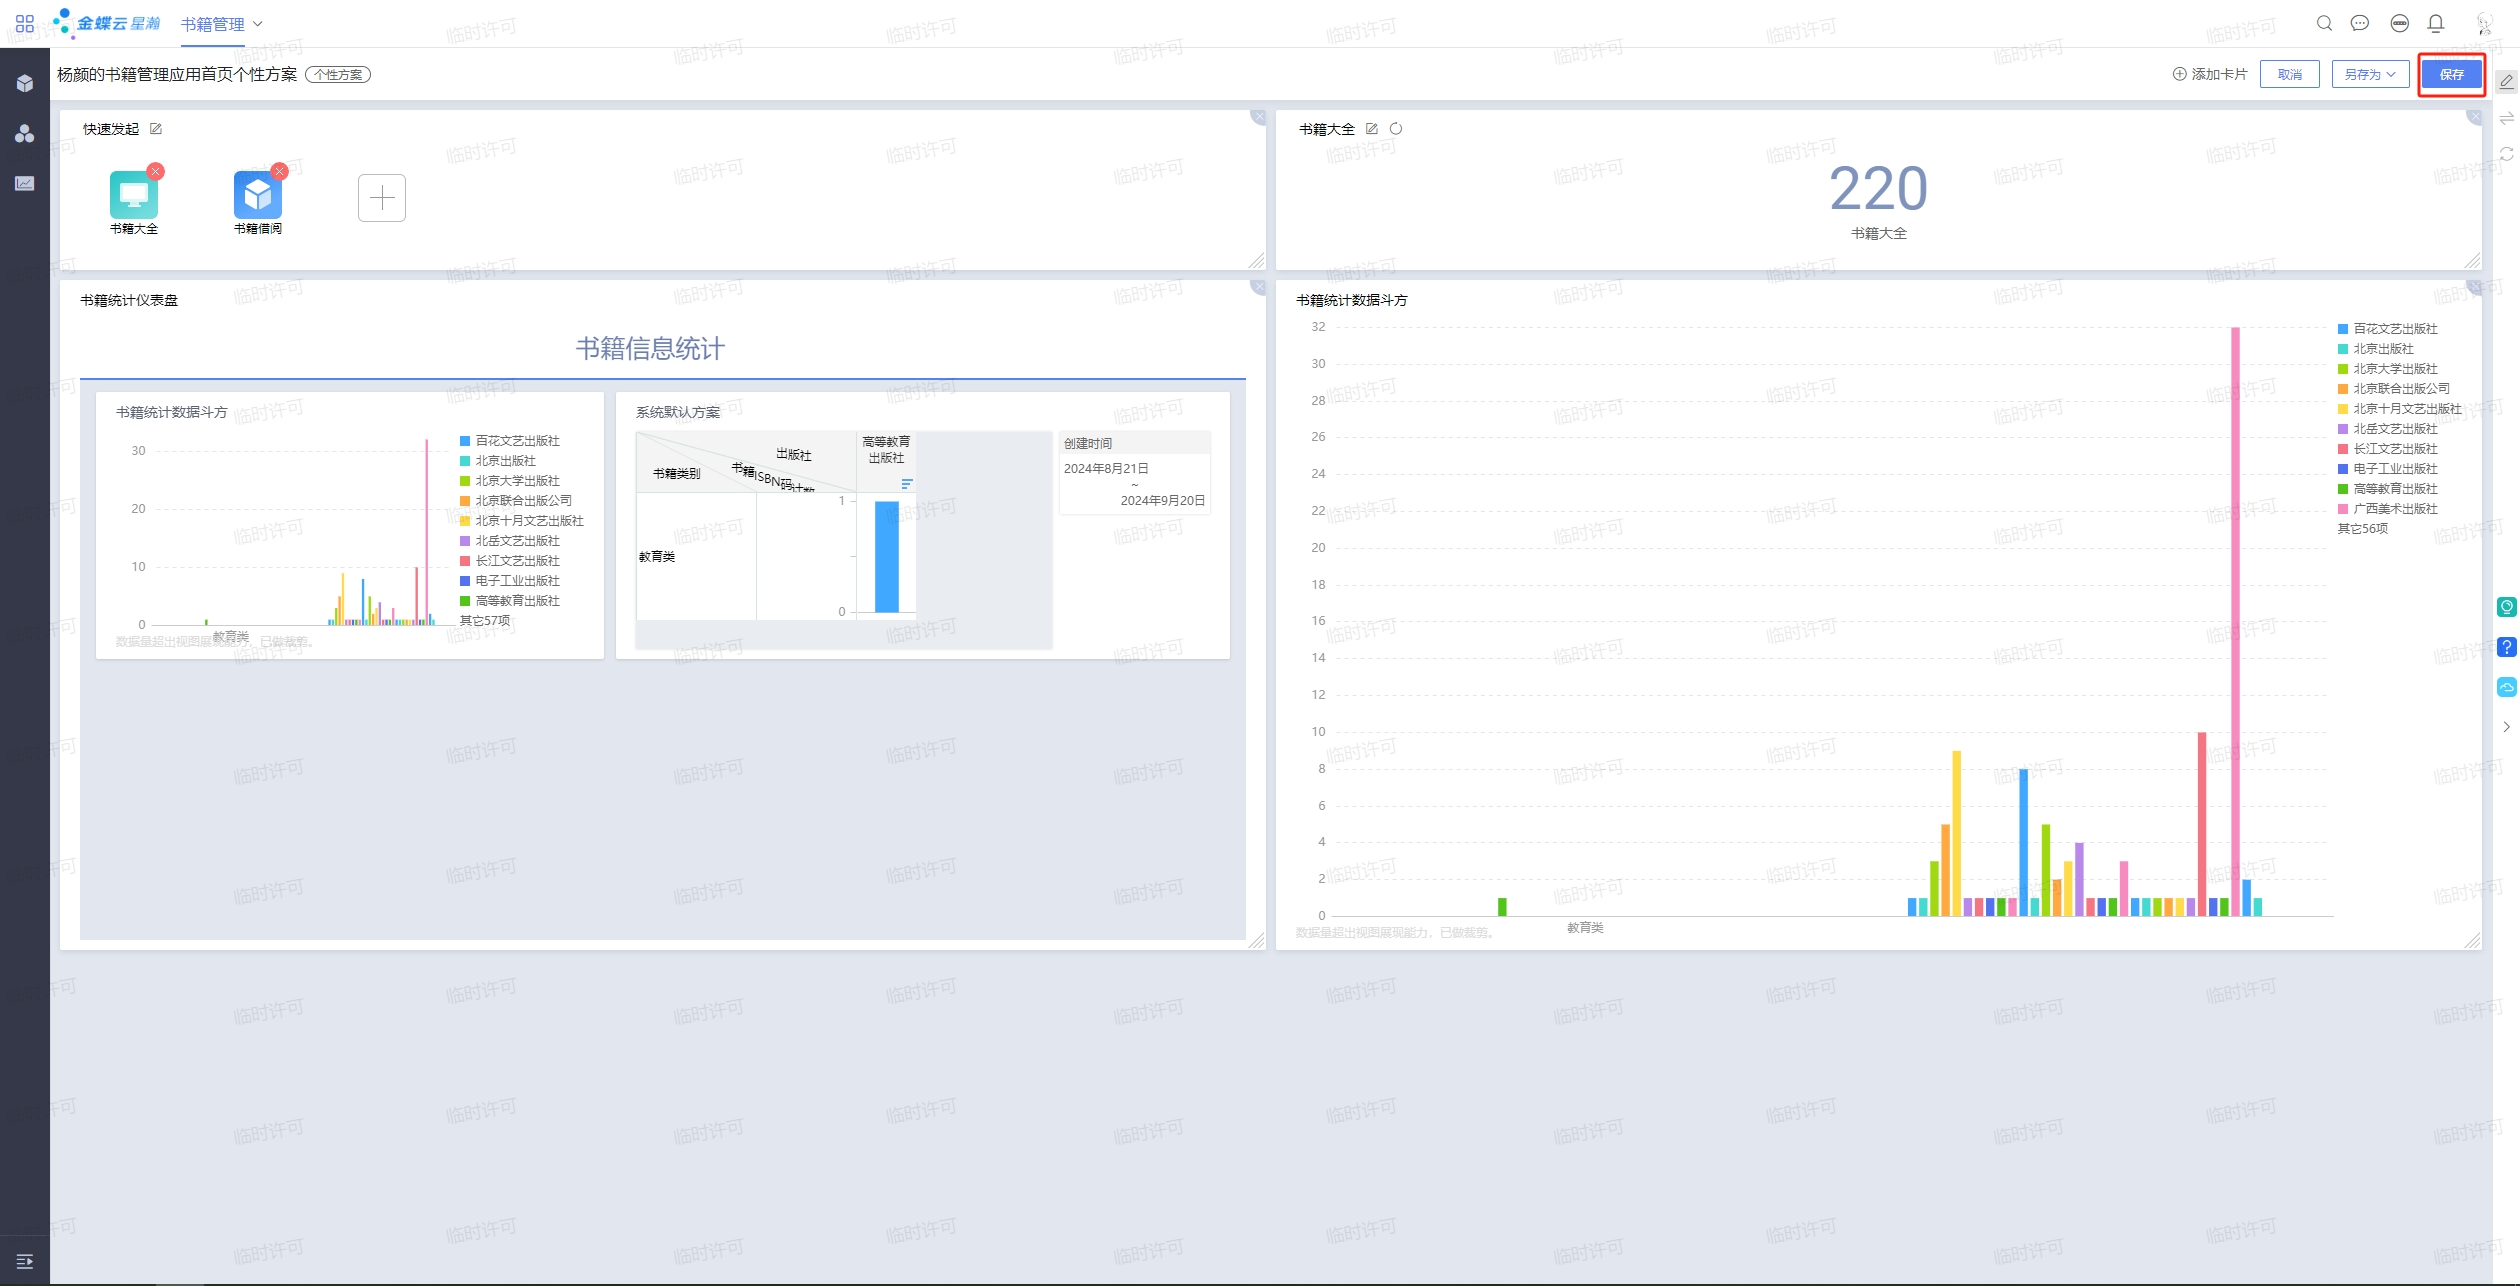 金蝶云星瀚
书籍管理
杨颜的书籍管理应用首页个性方案
个性方案
添加卡片
取消
另存为
保存
快速发起
书籍大全
书籍借阅
书籍大全
220
书籍大全
书籍统计仪表盘
书籍信息统计
书籍统计数据斗方
30
20
10
0
教育类
数据量超出视图展现能力，已做裁剪。
百花文艺出版社
北京出版社
北京大学出版社
北京联合出版公司
北京十月文艺出版社
北岳文艺出版社
长江文艺出版社
电子工业出版社
高等教育出版社
其它57项
系统默认方案
出版社
书籍ISBN码计数
书籍类别
高等教育
出版社
教育类
1
0
创建时间
2024年8月21日
~
2024年9月20日
书籍统计数据斗方
32
30
28
26
24
22
20
18
16
14
12
10
8
6
4
2
0
教育类
数据量超出视图展现能力，已做裁剪。
百花文艺出版社
北京出版社
北京大学出版社
北京联合出版公司
北京十月文艺出版社
北岳文艺出版社
长江文艺出版社
电子工业出版社
高等教育出版社
广西美术出版社
其它56项
临时许可